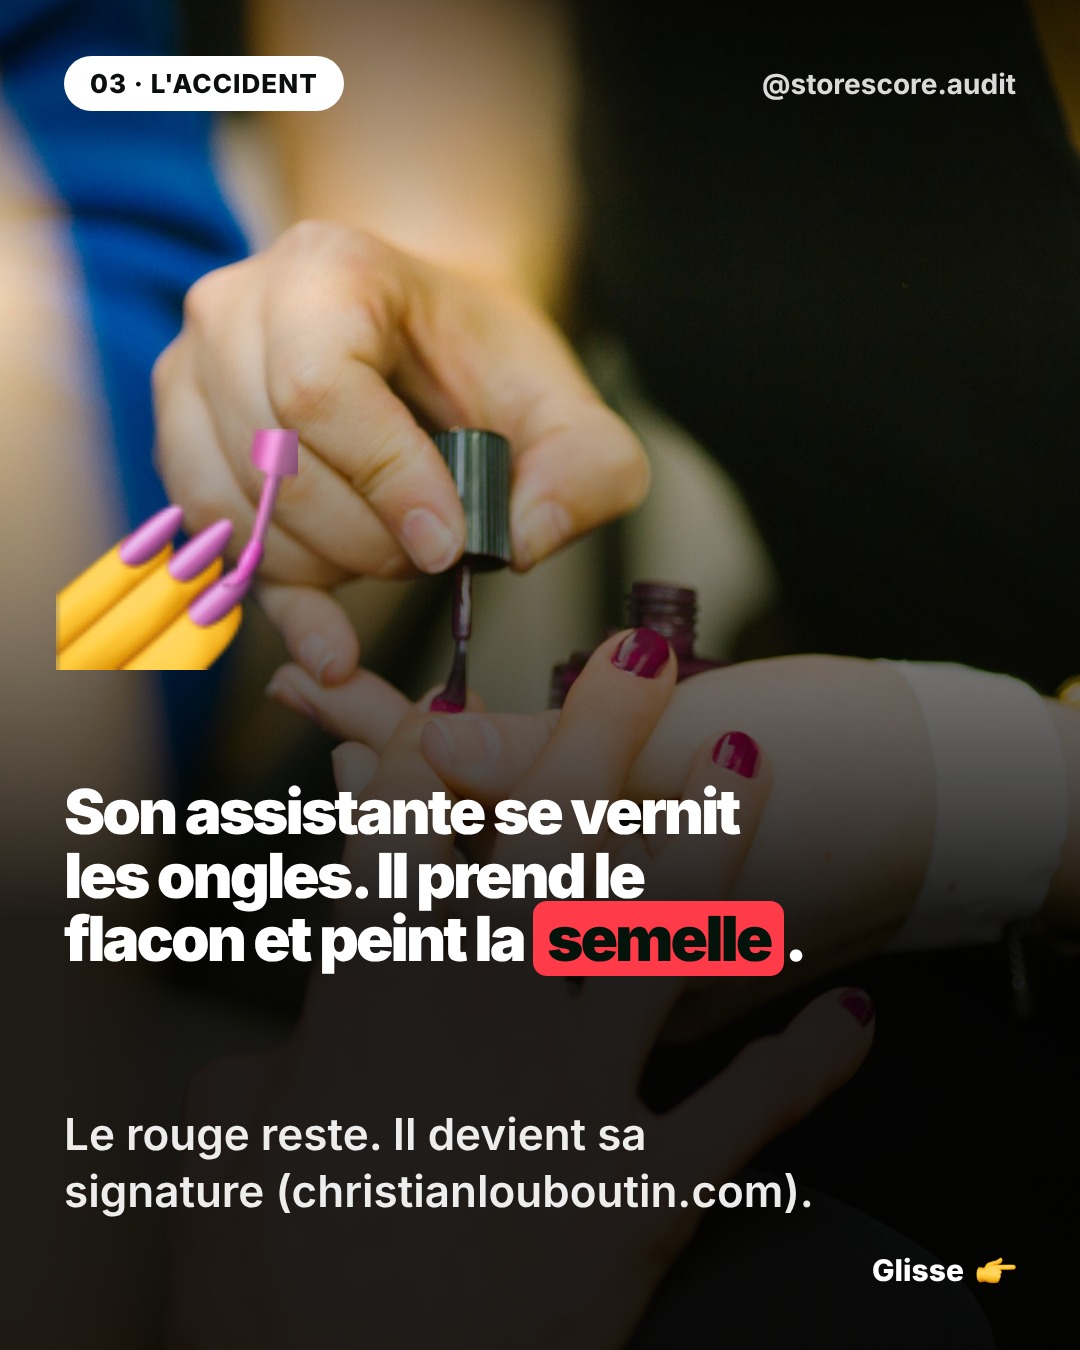 03 · L'ACCIDENT
@storescore.audit
Son assistante se vernit
les ongles. Il prend le
flacon et peint la semelle.
Le rouge reste. Il devient sa
signature (christianlouboutin.com).
Glisse 👉